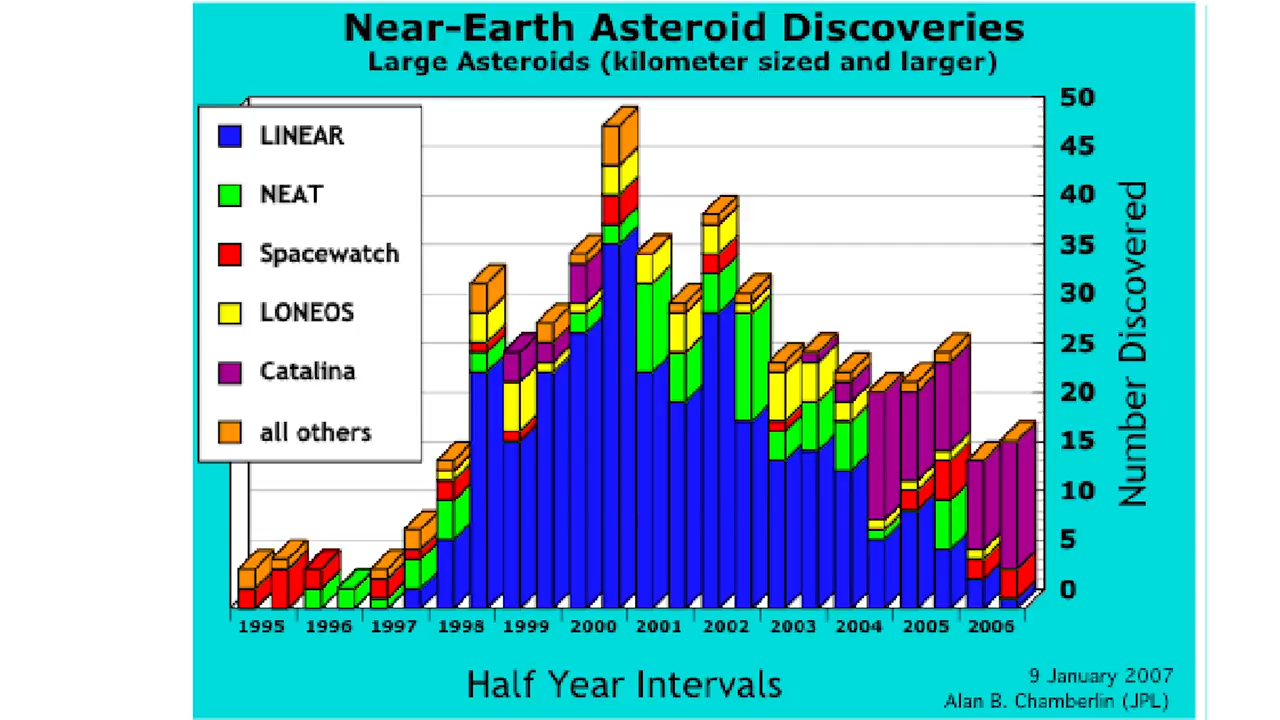 Near-Earth Asteroid Discoveries
Large Asteroids (kilometer sized and larger)
LINEAR
NEAT
Spacewatch
LONEOS
Catalina
all others
50
45
40
35
30
25
20
15
10
5
0
Number Discovered
1995 1996 1997 1998 1999 2000 2001 2002 2003 2004 2005 2006
Half Year Intervals
9 January 2007
Alan B. Chamberlin (JPL)